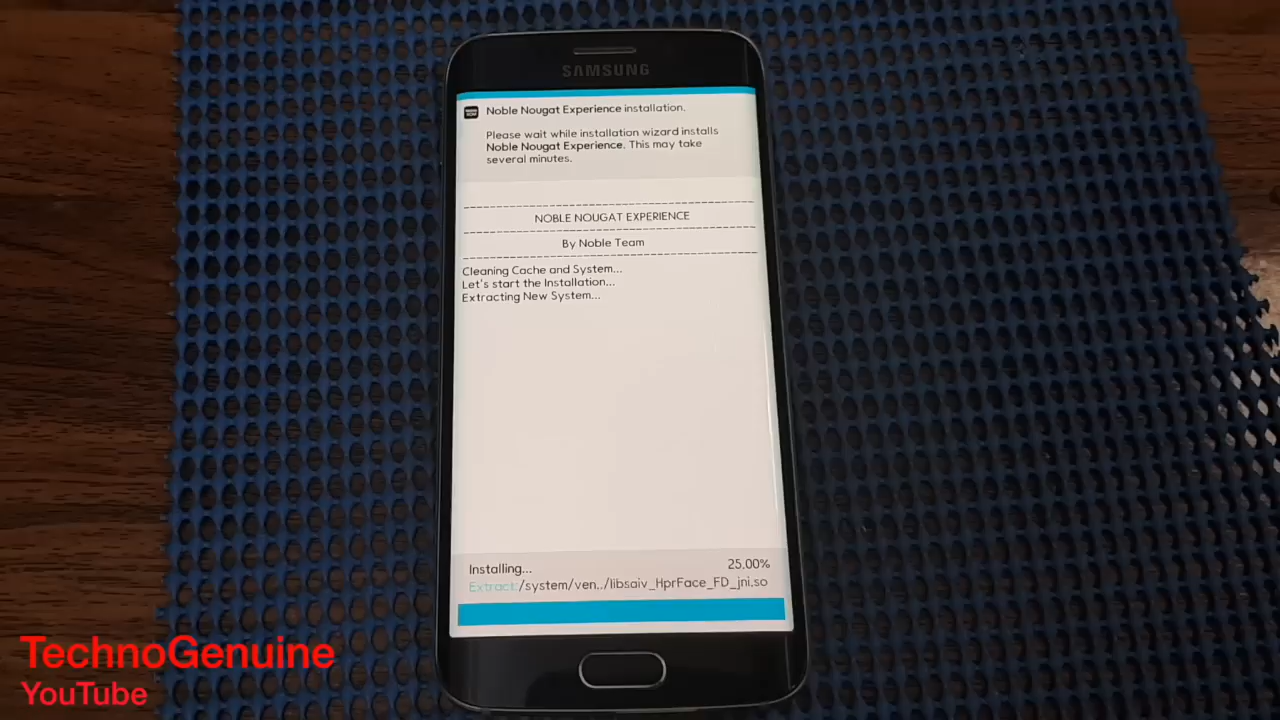 SAMSUNG
Noble Nougat Experience installation.
Please wait while installation wizard installs
Noble Nougat Experience. This may take
several minutes.
NOBLE NOUGAT EXPERIENCE
By Noble Team
Cleaning Cache and System...
Let's start the Installation...
Extracting New System...
Installing... 25.00%
Extract:/system/ven../libsaiv_HprFace_FD_jni.so
TechnoGenuine
YouTube